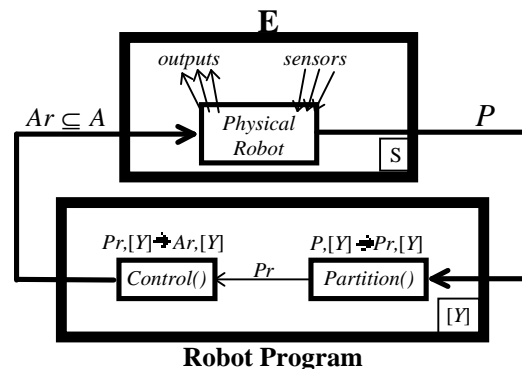 E
outputs sensors
Ar ⊆ A
Physical
Robot
P
S
Pr,[Y]➔Ar,[Y] P,[Y]➔Pr,[Y]
Control() Pr Partition()
[Y]
Robot Program